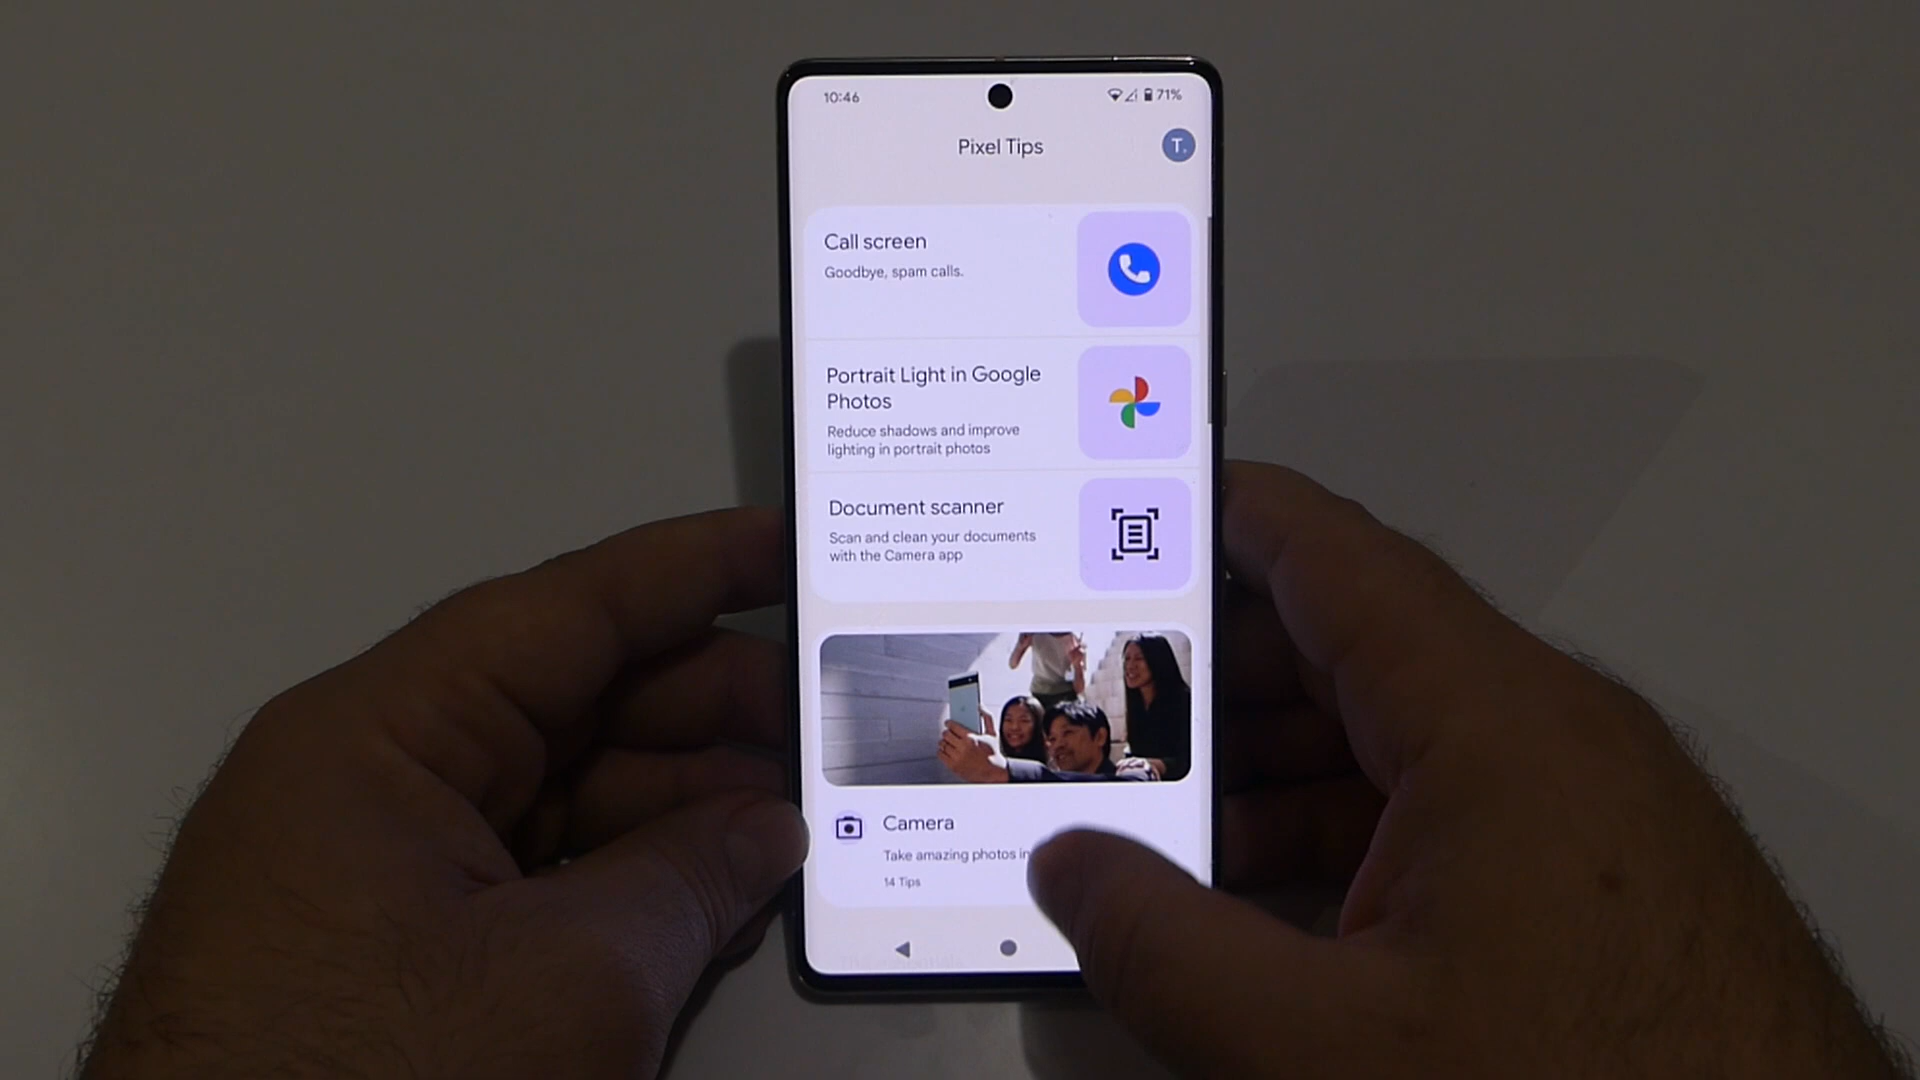 10:46
71%
Pixel Tips
T.
Call screen
Goodbye, spam calls.
Portrait Light in Google
Photos
Reduce shadows and improve
lighting in portrait photos
Document scanner
Scan and clean your documents
with the Camera app
Camera
Take amazing photos in
14 Tips